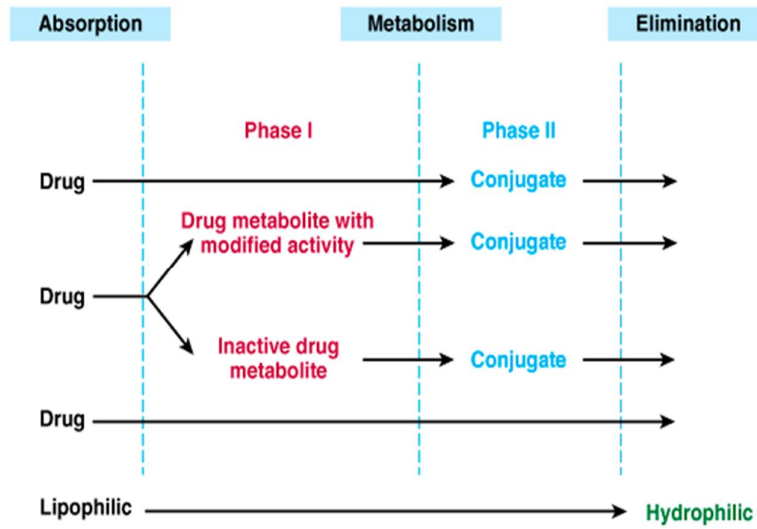 Absorption Metabolism Elimination
Phase I Phase II
Drug Conjugate
Drug metabolite with
modified activity Conjugate
Drug
Inactive drug
metabolite Conjugate
Drug
Lipophilic Hydrophilic